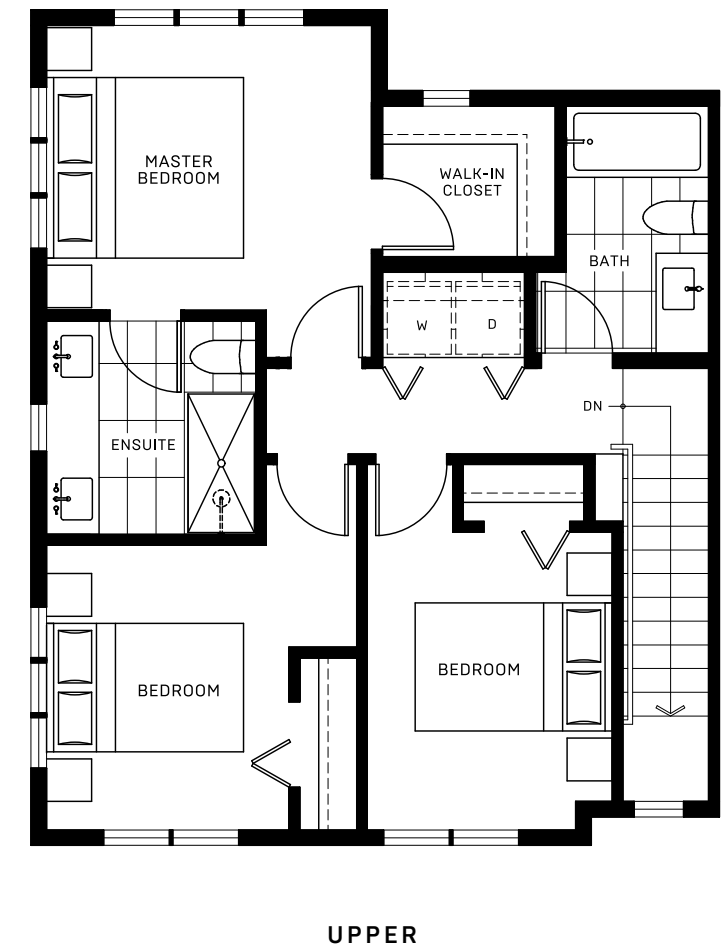 MASTER
BEDROOM
WALK-IN
CLOSET
BATH
W
D
DN
ENSUITE
BEDROOM
BEDROOM
UPPER